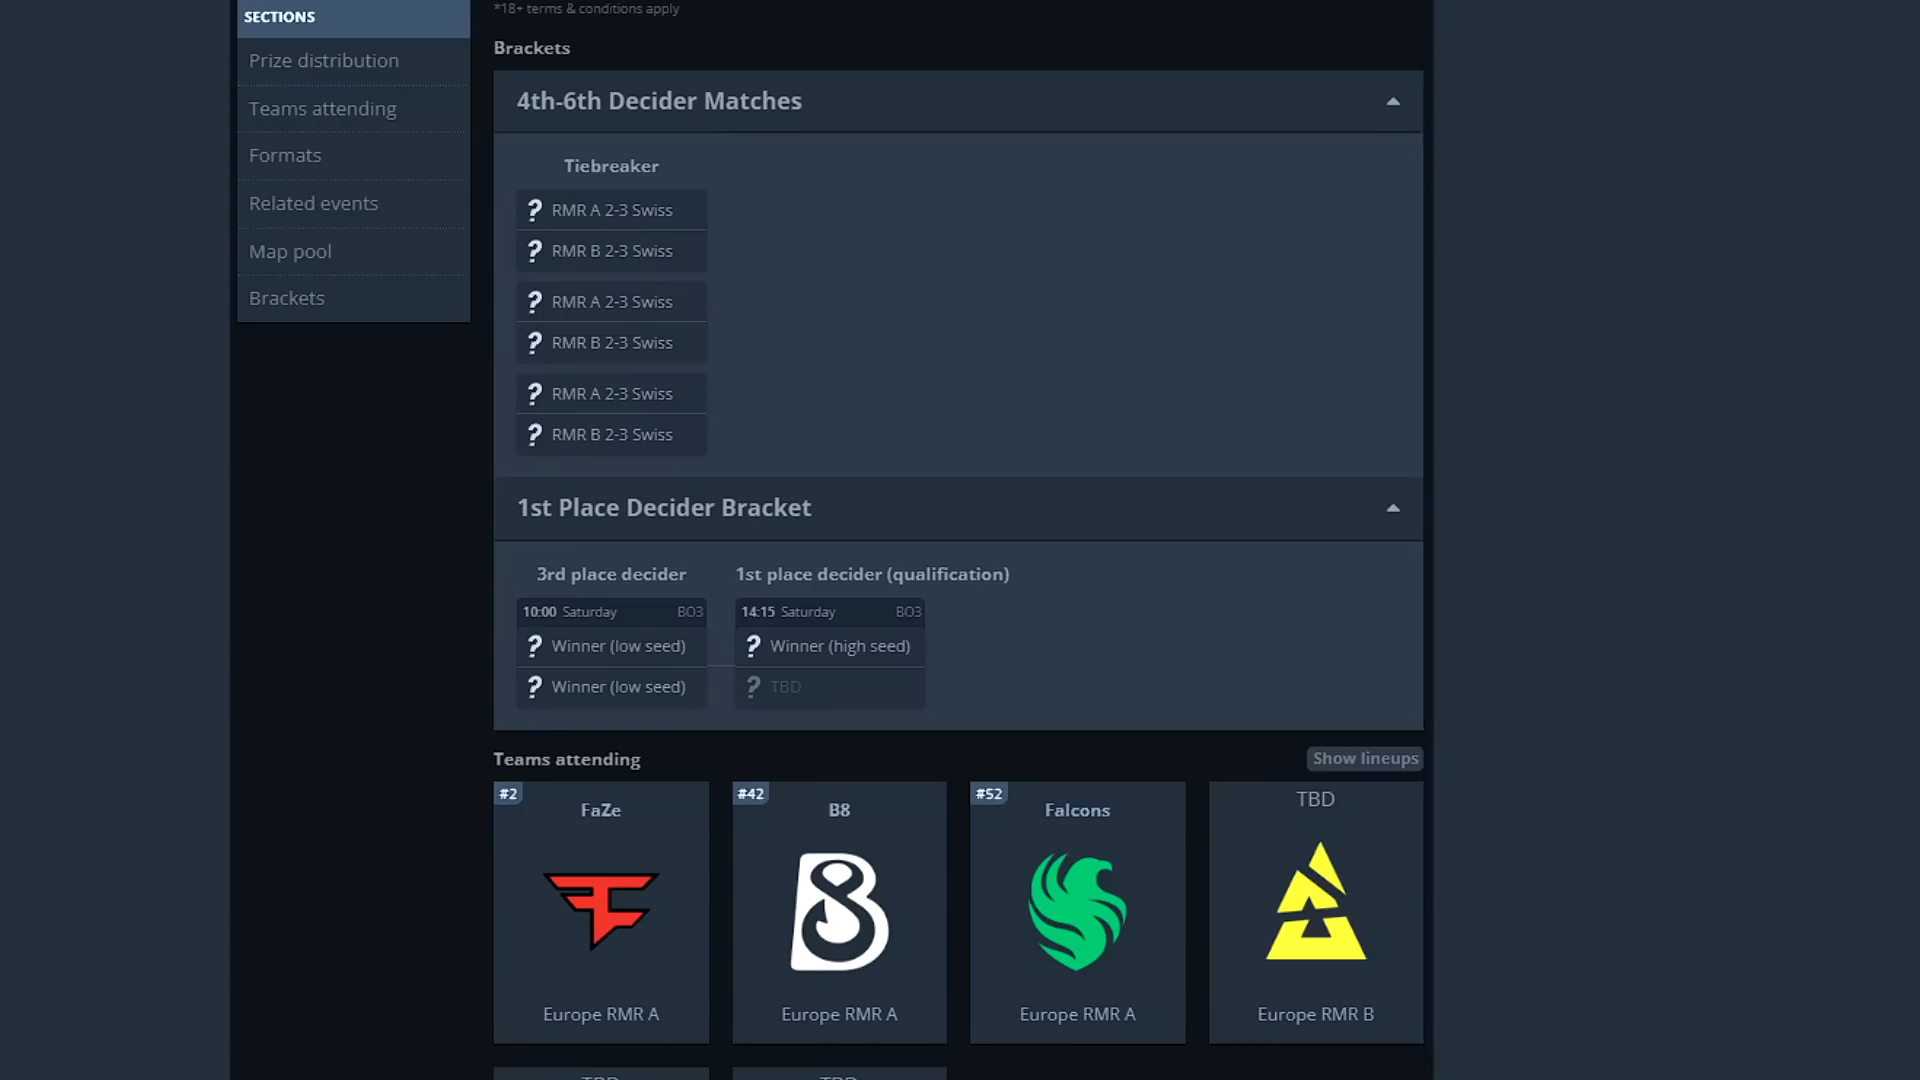 SECTIONS
Prize distribution
Teams attending
Formats
Related events
Map pool
Brackets
*18+ terms & conditions apply
Brackets
4th-6th Decider Matches
Tiebreaker
? RMR A 2-3 Swiss
? RMR B 2-3 Swiss
? RMR A 2-3 Swiss
? RMR B 2-3 Swiss
? RMR A 2-3 Swiss
? RMR B 2-3 Swiss
1st Place Decider Bracket
3rd place decider
10:00 Saturday BO3
? Winner (low seed)
? Winner (low seed)
1st place decider (qualification)
14:15 Saturday BO3
? Winner (high seed)
? TBD
Teams attending
Show lineups
#2
FaZe
Europe RMR A
#42
B8
Europe RMR A
#52
Falcons
Europe RMR A
TBD
Europe RMR B
TBD
TBD